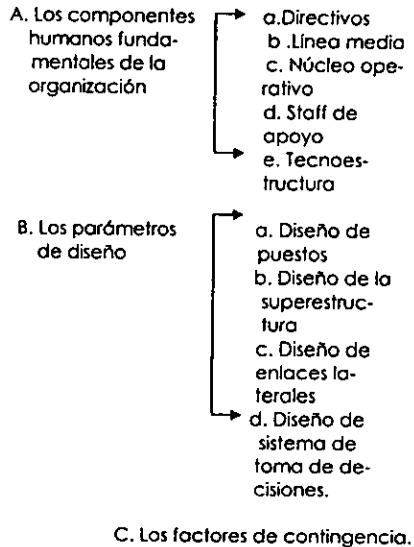 A. Los componentes
humanos funda-
mentales de la
organización
a.Directivos
b .Línea media
c. Núcleo ope-
rativo
d. Staff de
apoyo
e. Tecnoes-
tructura
B. Los parámetros
de diseño
a. Diseño de
puestos
b. Diseño de la
superestruc-
tura
c. Diseño de
enlaces la-
terales
d. Diseño de
sistema de
toma de de-
cisiones.
C. Los factores de contingencia.